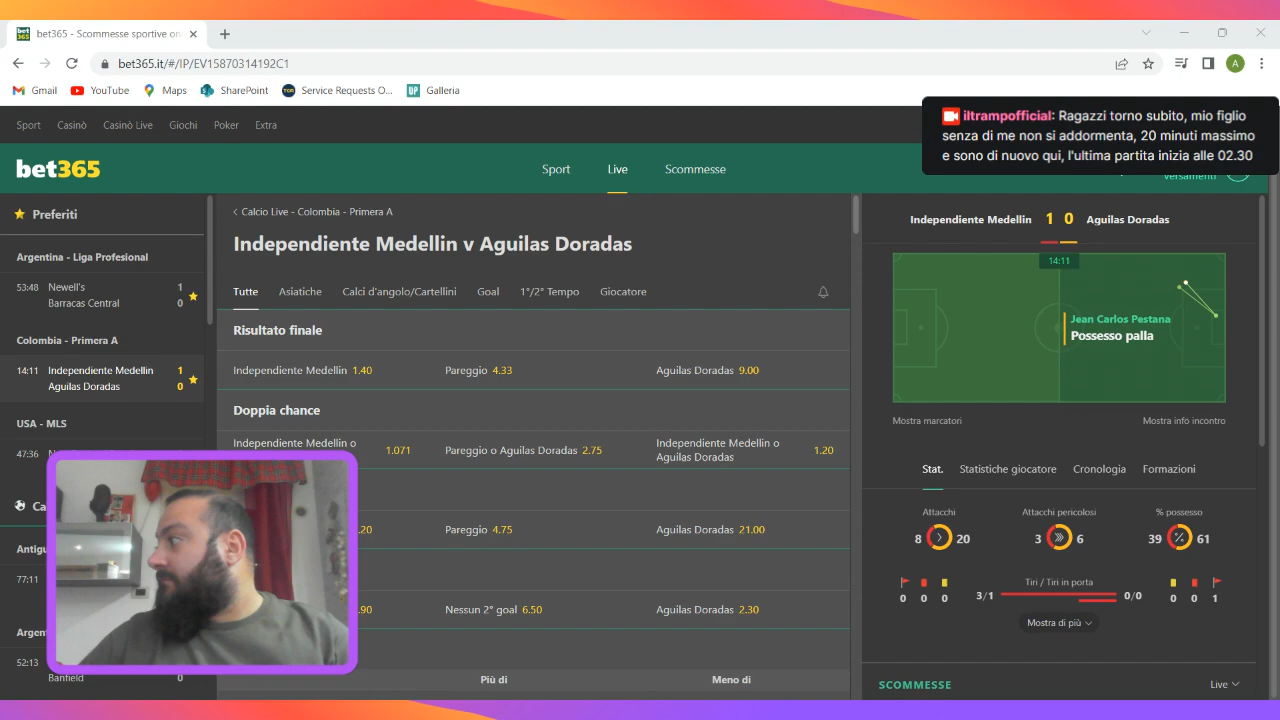 bet365 - Scommesse sportive on
bet365.it/#/IP/EV15870314192C1
A
Gmail
YouTube
Maps
SharePoint
Service Requests O...
Galleria
iltrampofficial: Ragazzi torno subito, mio figlio
senza di me non si addormenta, 20 minuti massimo
e sono di nuovo qui, l'ultima partita inizia alle 02.30
Sport
Casinò
Casinò Live
Giochi
Poker
Extra
bet365
Sport
Live
Scommesse
Versamenti
Preferiti
Argentina - Liga Profesional
53:48 Newell's 1
Barracas Central 0
Colombia - Primera A
14:11 Independiente Medellin 1
Aguilas Doradas 0
USA - MLS
47:36
Ca
Antigu
77:11
Argen
52:13
Banfield 0
Calcio Live - Colombia - Primera A
Independiente Medellin v Aguilas Doradas
Tutte
Asiatiche
Calci d'angolo/Cartellini
Goal
1°/2° Tempo
Giocatore
Risultato finale
Independiente Medellin 1.40
Pareggio 4.33
Aguilas Doradas 9.00
Doppia chance
Independiente Medellin o
1.071
Pareggio o Aguilas Doradas 2.75
Independiente Medellin o
Aguilas Doradas
1.20
.20
Pareggio 4.75
Aguilas Doradas 21.00
.90
Nessun 2° goal 6.50
Aguilas Doradas 2.30
Più di
Meno di
Independiente Medellin 1 0 Aguilas Doradas
14:11
Jean Carlos Pestana
Possesso palla
Mostra marcatori
Mostra info incontro
Stat.
Statistiche giocatore
Cronologia
Formazioni
Attacchi
Attacchi pericolosi
% possesso
8 20
3 6
39 61
Tiri / Tiri in porta
3/1
0/0
0 0 0
0 0 1
Mostra di più
SCOMMESSE
Live